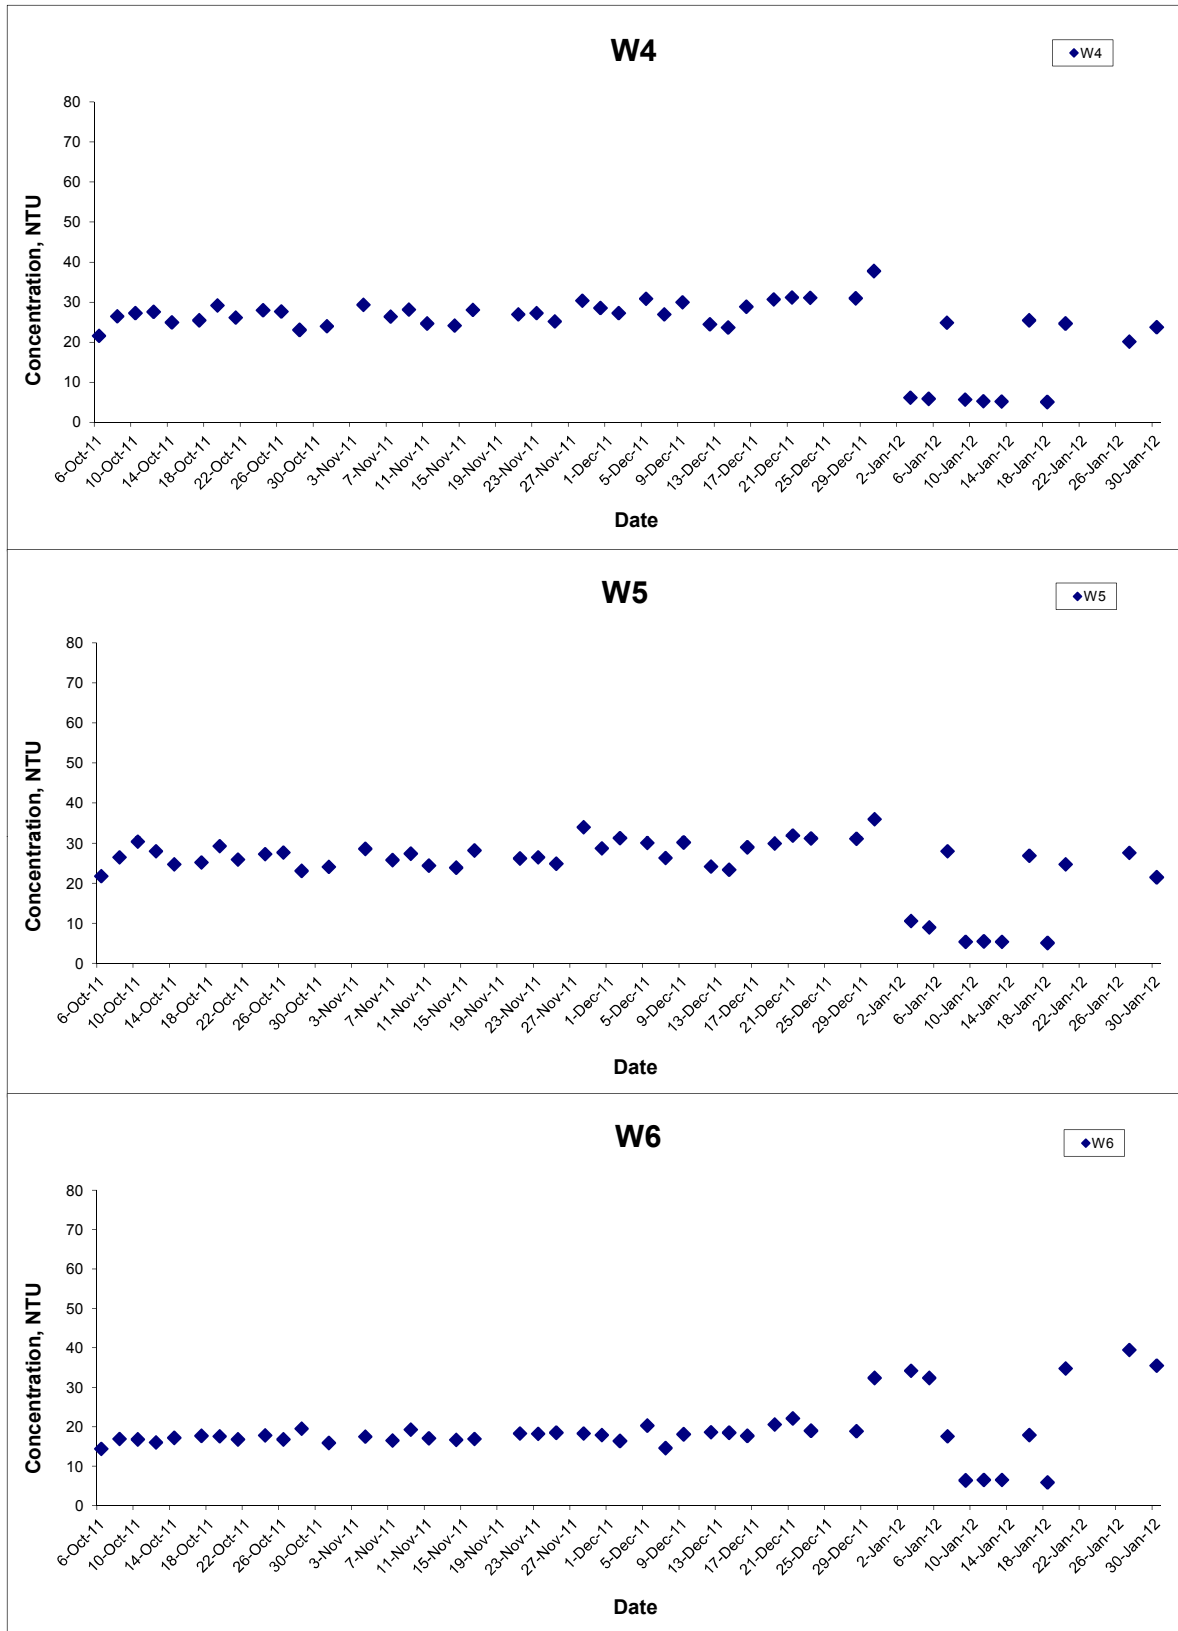 W4
W4
80
70
60
50
40
30
20
10
0
Concentration, NTU
6-Oct-11
10-Oct-11
14-Oct-11
18-Oct-11
22-Oct-11
26-Oct-11
30-Oct-11
3-Nov-11
7-Nov-11
11-Nov-11
15-Nov-11
19-Nov-11
23-Nov-11
27-Nov-11
1-Dec-11
5-Dec-11
9-Dec-11
13-Dec-11
17-Dec-11
21-Dec-11
25-Dec-11
29-Dec-11
2-Jan-12
6-Jan-12
10-Jan-12
14-Jan-12
18-Jan-12
22-Jan-12
26-Jan-12
30-Jan-12
Date
W5
W5
80
70
60
50
40
30
20
10
0
Concentration, NTU
6-Oct-11
10-Oct-11
14-Oct-11
18-Oct-11
22-Oct-11
26-Oct-11
30-Oct-11
3-Nov-11
7-Nov-11
11-Nov-11
15-Nov-11
19-Nov-11
23-Nov-11
27-Nov-11
1-Dec-11
5-Dec-11
9-Dec-11
13-Dec-11
17-Dec-11
21-Dec-11
25-Dec-11
29-Dec-11
2-Jan-12
6-Jan-12
10-Jan-12
14-Jan-12
18-Jan-12
22-Jan-12
26-Jan-12
30-Jan-12
Date
W6
W6
80
70
60
50
40
30
20
10
0
Concentration, NTU
6-Oct-11
10-Oct-11
14-Oct-11
18-Oct-11
22-Oct-11
26-Oct-11
30-Oct-11
3-Nov-11
7-Nov-11
11-Nov-11
15-Nov-11
19-Nov-11
23-Nov-11
27-Nov-11
1-Dec-11
5-Dec-11
9-Dec-11
13-Dec-11
17-Dec-11
21-Dec-11
25-Dec-11
29-Dec-11
2-Jan-12
6-Jan-12
10-Jan-12
14-Jan-12
18-Jan-12
22-Jan-12
26-Jan-12
30-Jan-12
Date